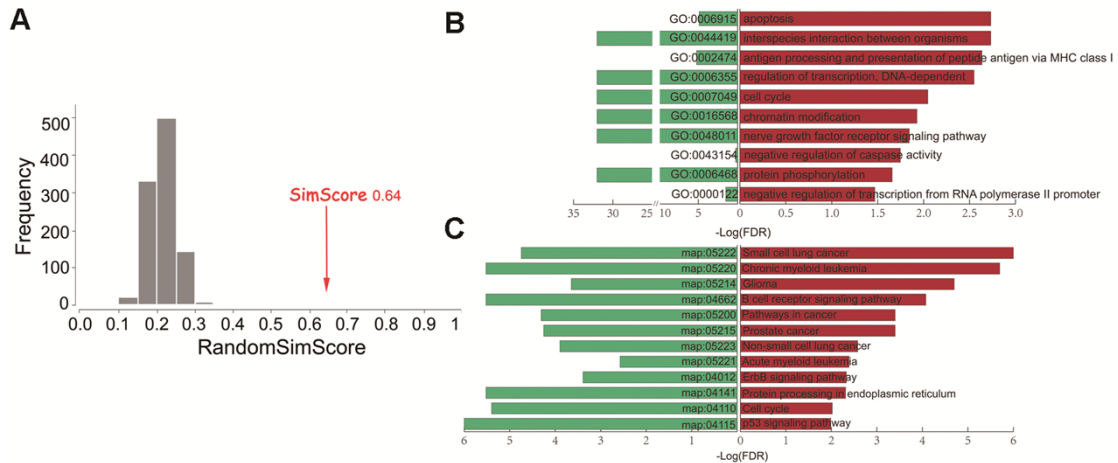 A
500
400
300
200
100
0
Frequency
SimScore 0.64
0.0 0.1 0.2 0.3 0.4 0.5 0.6 0.7 0.8 0.9 1
RandomSimScore
B
GO:0006915 apoptosis
GO:0044419 interspecies interaction between organisms
GO:0002474 antigen processing and presentation of peptide antigen via MHC class I
GO:0006355 regulation of transcription, DNA-dependent
GO:0007049 cell cycle
GO:0016568 chromatin modification
GO:0048011 nerve growth factor receptor signaling pathway
GO:0043154 negative regulation of caspase activity
GO:0006468 protein phosphorylation
GO:0000122 negative regulation of transcription from RNA polymerase II promoter
35 30 25 // 10 5 0 0.5 1.0 1.5 2.0 2.5 3.0
-Log(FDR)
C
map:05222 Small cell lung cancer
map:05220 Chronic myeloid leukemia
map:05214 Glioma
map:04662 B cell receptor signaling pathway
map:05200 Pathways in cancer
map:05215 Prostate cancer
map:05223 Non-small cell lung cancer
map:05221 Acute myeloid leukemia
map:04012 ErbB signaling pathway
map:04141 Protein processing in endoplasmic reticulum
map:04110 Cell cycle
map:04115 p53 signaling pathway
6 5 4 3 2 1 0 1 2 3 4 5 6
-Log(FDR)